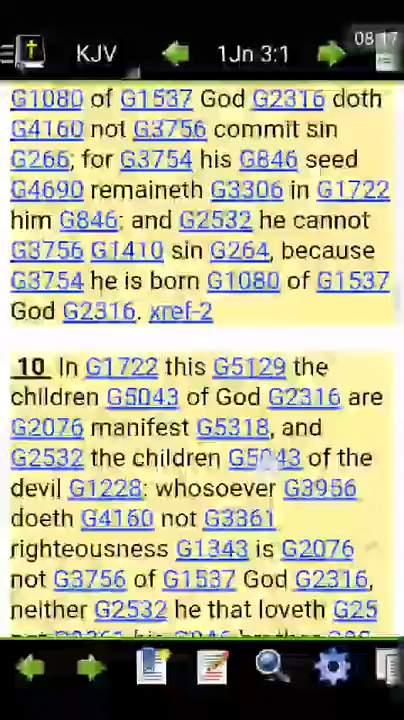 KJV 1Jn 3:1 08:17
G1080 of G1537 God G2316 doth
G4160 not G3756 commit sin
G266; for G3754 his G846 seed
G4690 remaineth G3306 in G1722
him G846: and G2532 he cannot
G3756 G1410 sin G264, because
G3754 he is born G1080 of G1537
God G2316. xref-2
10 In G1722 this G5129 the
children G5043 of God G2316 are
G2076 manifest G5318, and
G2532 the children G5043 of the
devil G1228: whosoever G3956
doeth G4160 not G3361
righteousness G1343 is G2076
not G3756 of G1537 God G2316,
neither G2532 he that loveth G25